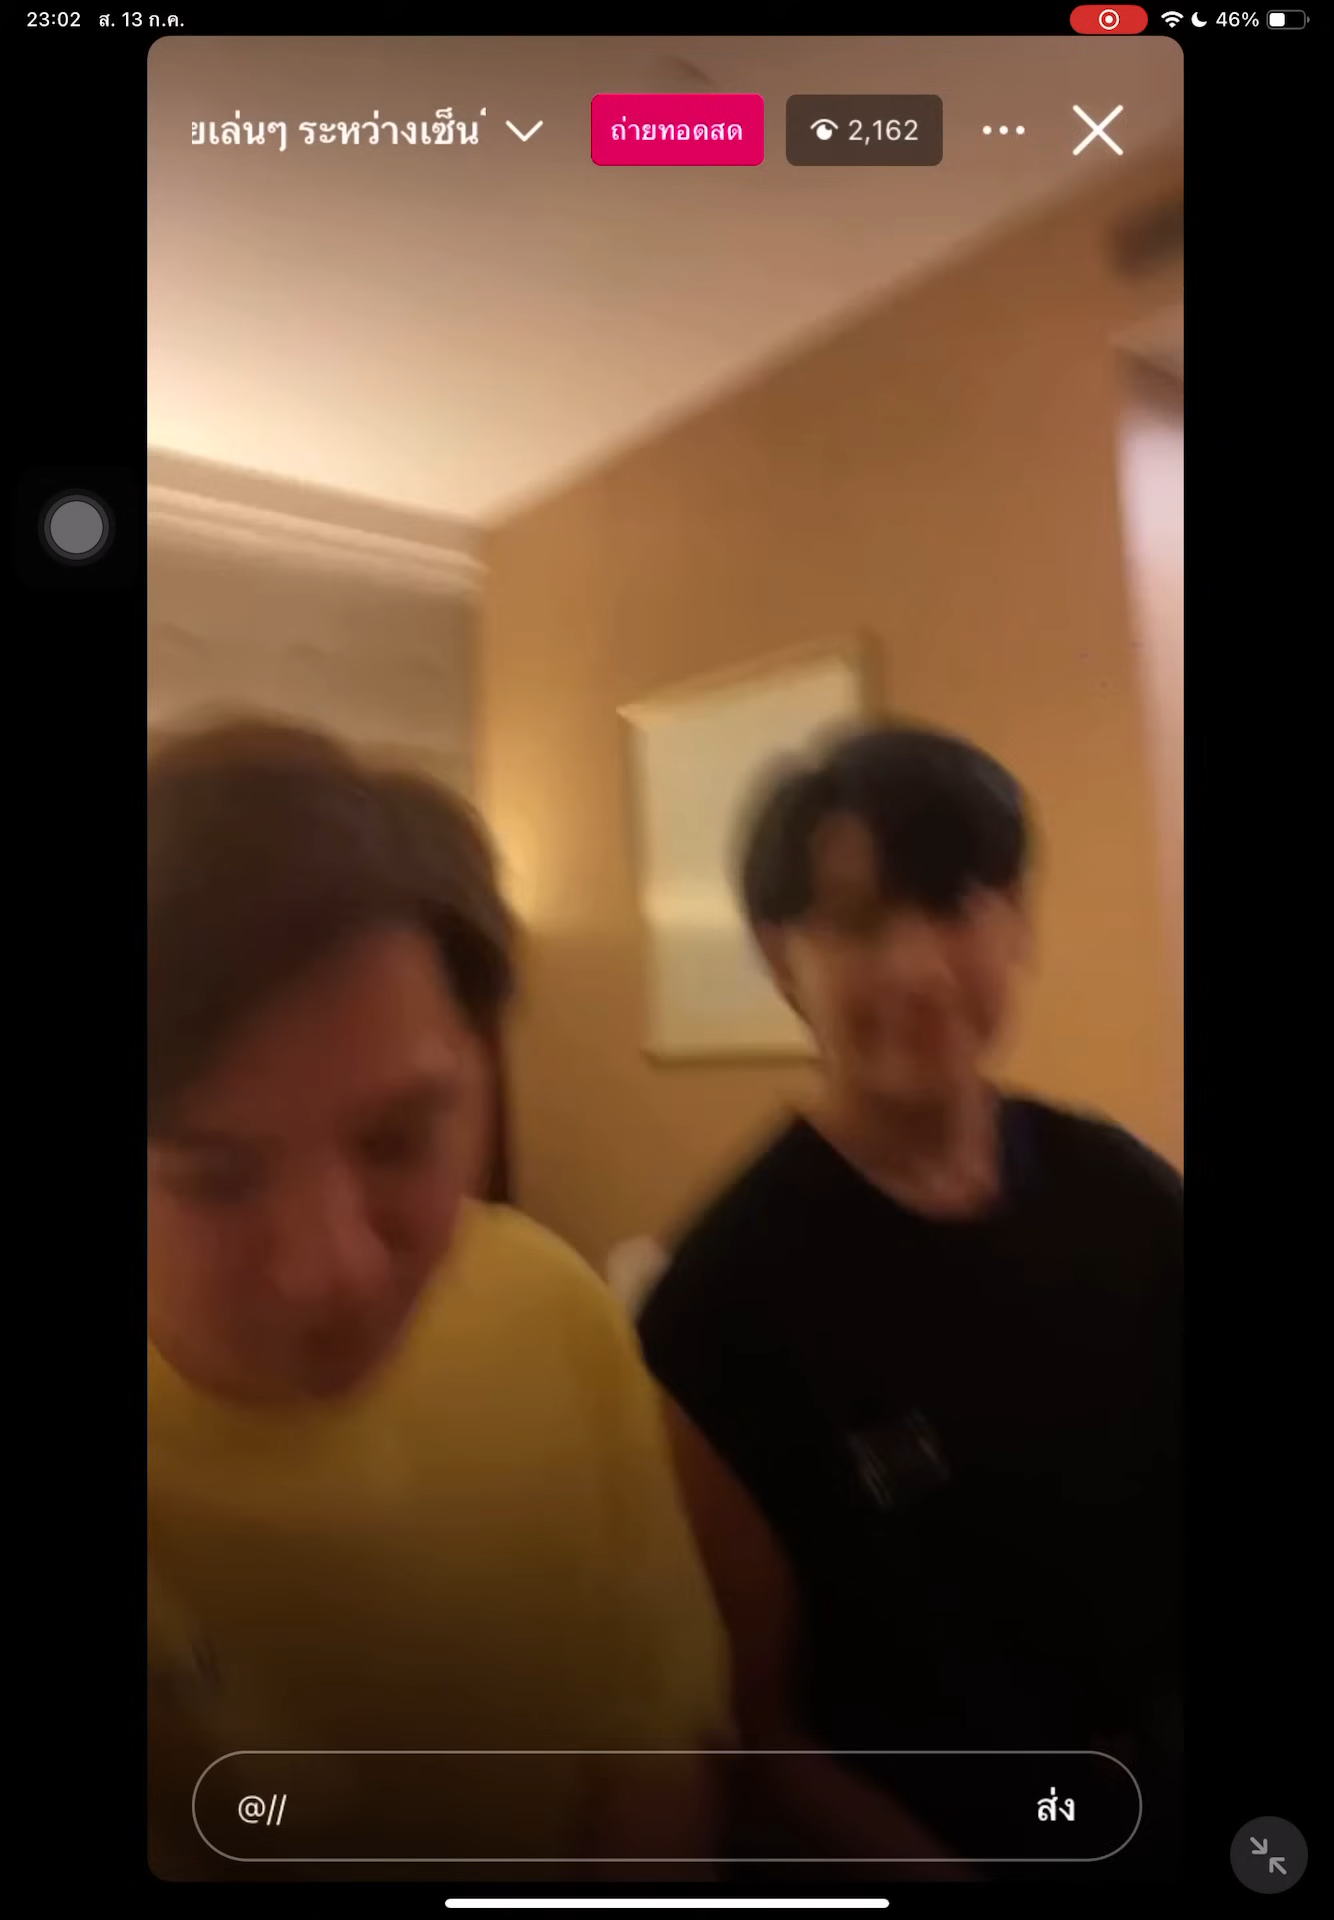 23:02 ส. 13 ก.ค. 46%
ยเล่นๆ ระหว่างเซ็น ถ่ายทอดสด 2,162
@// ส่ง